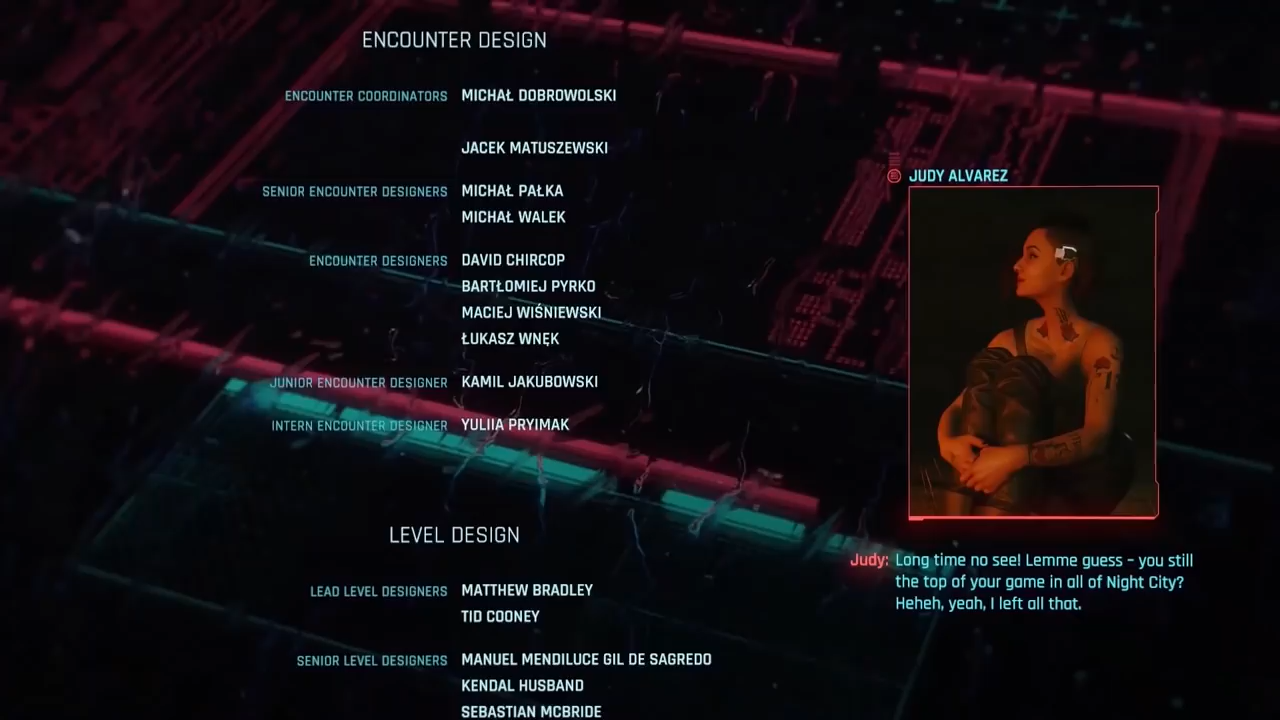 ENCOUNTER DESIGN
ENCOUNTER COORDINATORS MICHAŁ DOBROWOLSKI
JACEK MATUSZEWSKI
SENIOR ENCOUNTER DESIGNERS MICHAŁ PAŁKA
MICHAŁ WALEK
ENCOUNTER DESIGNERS DAVID CHIRCOP
BARTŁOMIEJ PYRKO
MACIEJ WIŚNIEWSKI
ŁUKASZ WNĘK
JUNIOR ENCOUNTER DESIGNER KAMIL JAKUBOWSKI
INTERN ENCOUNTER DESIGNER YULIIA PRYIMAK
LEVEL DESIGN
LEAD LEVEL DESIGNERS MATTHEW BRADLEY
TID COONEY
SENIOR LEVEL DESIGNERS MANUEL MENDILUCE GIL DE SAGREDO
KENDAL HUSBAND
SEBASTIAN MCBRIDE
JUDY ALVAREZ
Judy: Long time no see! Lemme guess – you still
the top of your game in all of Night City?
Heheh, yeah, I left all that.